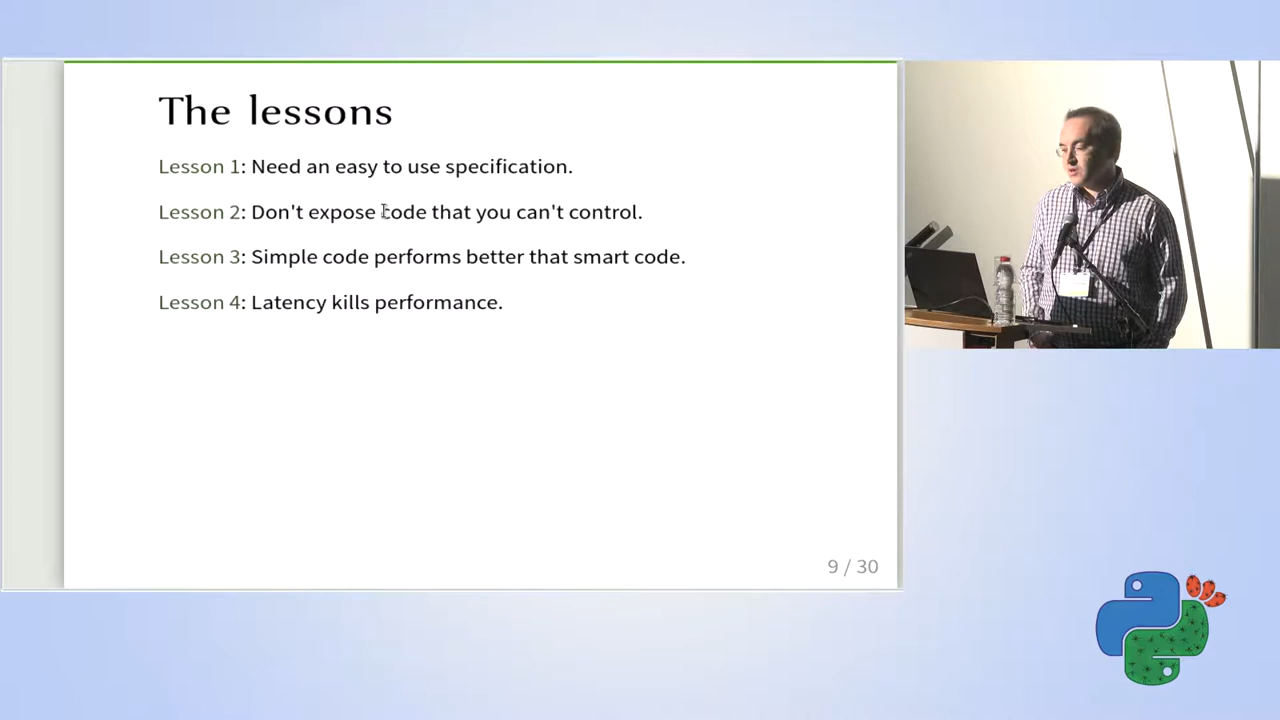 The lessons
Lesson 1: Need an easy to use specification.
Lesson 2: Don't expose code that you can't control.
Lesson 3: Simple code performs better that smart code.
Lesson 4: Latency kills performance.
9 / 30